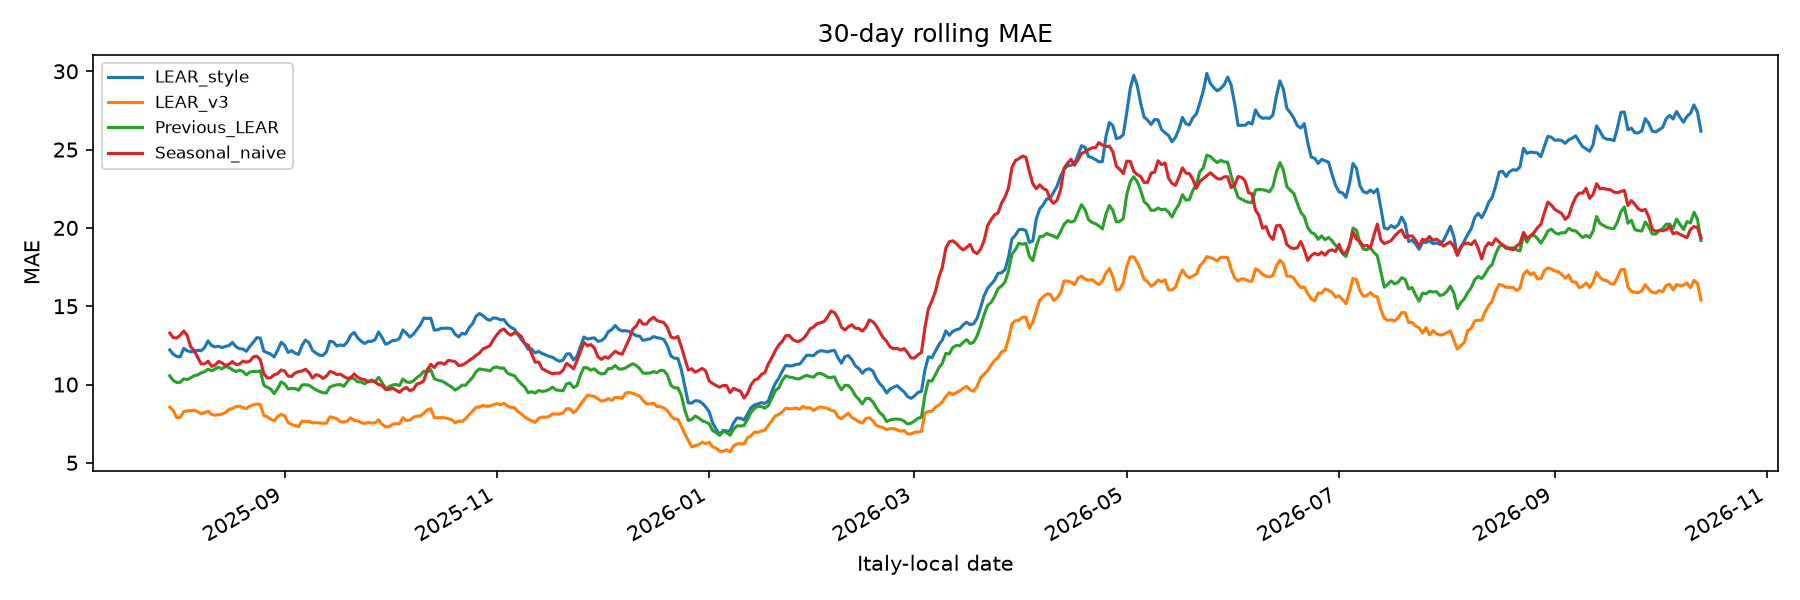 30-day rolling MAE
LEAR_style
LEAR_v3
Previous_LEAR
Seasonal_naive
MAE
30
25
20
15
10
5
2025-09
2025-11
2026-01
2026-03
2026-05
2026-07
2026-09
2026-11
Italy-local date